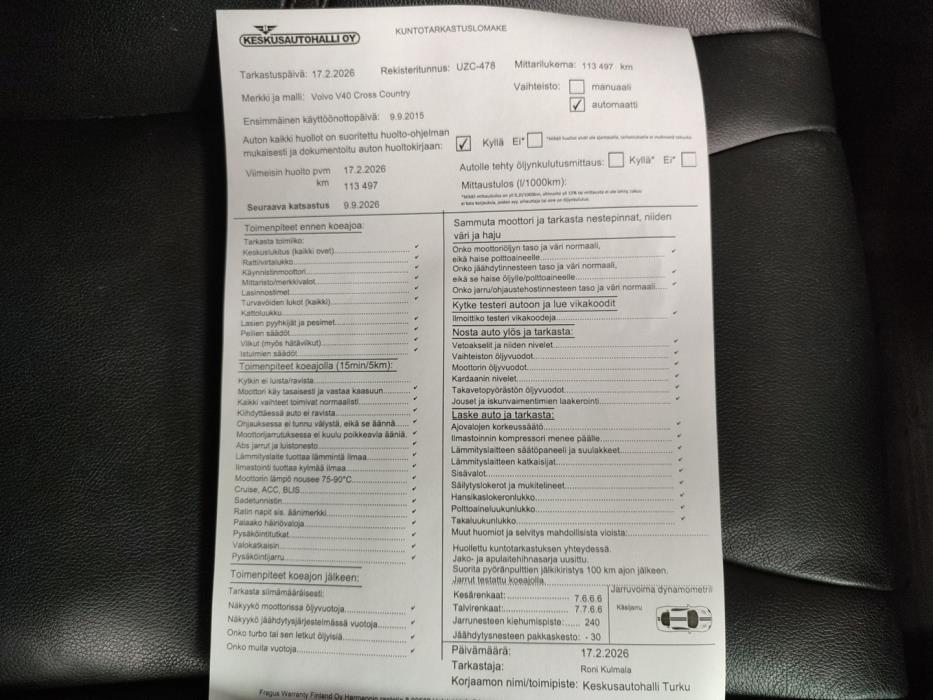 KESKUSAUTOHALLI OY
KUNTOTARKASTUSLOMAKE
Tarkastuspäivä: 17.2.2026 Rekisteritunnus: UZC-478 Mittarilukema: 113 497 km
Merkki ja malli: Volvo V40 Cross Country
Vaihteisto: manuaali
✓ automaatti
Ensimmäinen käyttöönottopäivä: 9.9.2015
Auton kaikki huollot on suoritettu huolto-ohjelman
mukaisesti ja dokumentoitu auton huoltokirjaan: ✓ Kyllä Ei*
Viimeisin huolto pvm 17.2.2026
km 113 497
Autolle tehty öljynkulutusmittaus: Kyllä* Ei*
Mittaustulos (l/1000km):
Seuraava katsastus 9.9.2026
Toimenpiteet ennen koeajoa:
Tarkasta toimiko:
Keskuslukitus (kaikki ovet) ✓
Rattivirtalukko ✓
Käynnistinmoottori ✓
Mittaristo/merkkivalot ✓
Lasinnostimet ✓
Turvavöiden lukot (kaikki) ✓
Kattoluukku ✓
Lasien pyyhkijät ja pesimet ✓
Peilien säädöt ✓
Vilkut (myös hätävilkut) ✓
Istuimien säädöt ✓
Toimenpiteet koeajolla (15min/5km):
Kytkin ei luista/ravista ✓
Moottori käy tasaisesti ja vastaa kaasuun ✓
Kaikki vaihteet toimivat normaalisti ✓
Kiihdyttäessä auto ei ravista ✓
Ohjauksessa ei tunnu välystä, eikä se äännä ✓
Moottorijarrutuksessa ei kuulu poikkeavia ääniä ✓
Abs jarrut ja luistonesto ✓
Lämmityslaite tuottaa lämmintä ilmaa ✓
Ilmastointi tuottaa kylmää ilmaa ✓
Moottorin lämpö nousee 75-90°C ✓
Cruise, ACC, BLIS ✓
Sadetunnistin ✓
Ratin napit sis. äänimerkki ✓
Palaako häiriövaloja ✓
Pysäköintitutkat ✓
Valokatkaisin ✓
Pysäköintijarru ✓
Toimenpiteet koeajon jälkeen:
Tarkasta silmämääräisesti:
Näkyykö moottorissa öljyvuotoja ✓
Näkyykö jäähdytysjärjestelmässä vuotoja ✓
Onko turbo tai sen letkut öljyisiä ✓
Onko muita vuotoja ✓
Sammuta moottori ja tarkasta nestepinnat, niiden
väri ja haju
Onko moottoriöljyn taso ja väri normaali,
eikä haise polttoaineelle ✓
Onko jäähdytinnesteen taso ja väri normaali,
eikä se haise öljylle/polttoaineelle ✓
Onko jarru/ohjaustehostinnesteen taso ja väri normaali ✓
Kytke testeri autoon ja lue vikakoodit
Ilmoittiko testeri vikakoodeja ✓
Nosta auto ylös ja tarkasta:
Vetoakselit ja niiden nivelet ✓
Vaihteiston öljyvuodot ✓
Moottorin öljyvuodot ✓
Kardaanin nivelet ✓
Takavetopyörästön öljyvuodot ✓
Jouset ja iskunvaimentimien laakerointi ✓
Laske auto ja tarkasta:
Ajovalojen korkeussäätö ✓
Ilmastoinnin kompressori menee päälle ✓
Lämmityslaitteen säätöpaneeli ja suulakkeet ✓
Lämmityslaitteen katkaisijat ✓
Sisävalot ✓
Säilytyslokerot ja mukitelineet ✓
Hansikaslokeronlukko ✓
Polttoaineluukunlukko ✓
Takaluukunlukko ✓
Muut huomiot ja selvitys mahdollisista vioista:
Huollettu kuntotarkastuksen yhteydessä.
Jako- ja apulaitehihnasarja uusittu.
Suorita pyöränpulttien jälkikiristys 100 km ajon jälkeen.
Jarrut testattu koeajolla
Kesärenkaat: 7.6.6.6
Talvirenkaat: 7.7.6.6
Jarrunesteen kiehumispiste: 240
Jäähdytysnesteen pakkaskesto: - 30
Jarruvoima dynamometri
Käsijarru
Päivämäärä: 17.2.2026
Tarkastaja: Roni Kulmala
Korjaamon nimi/toimipiste: Keskusautohalli Turku
Fragus Warranty Finland Oy